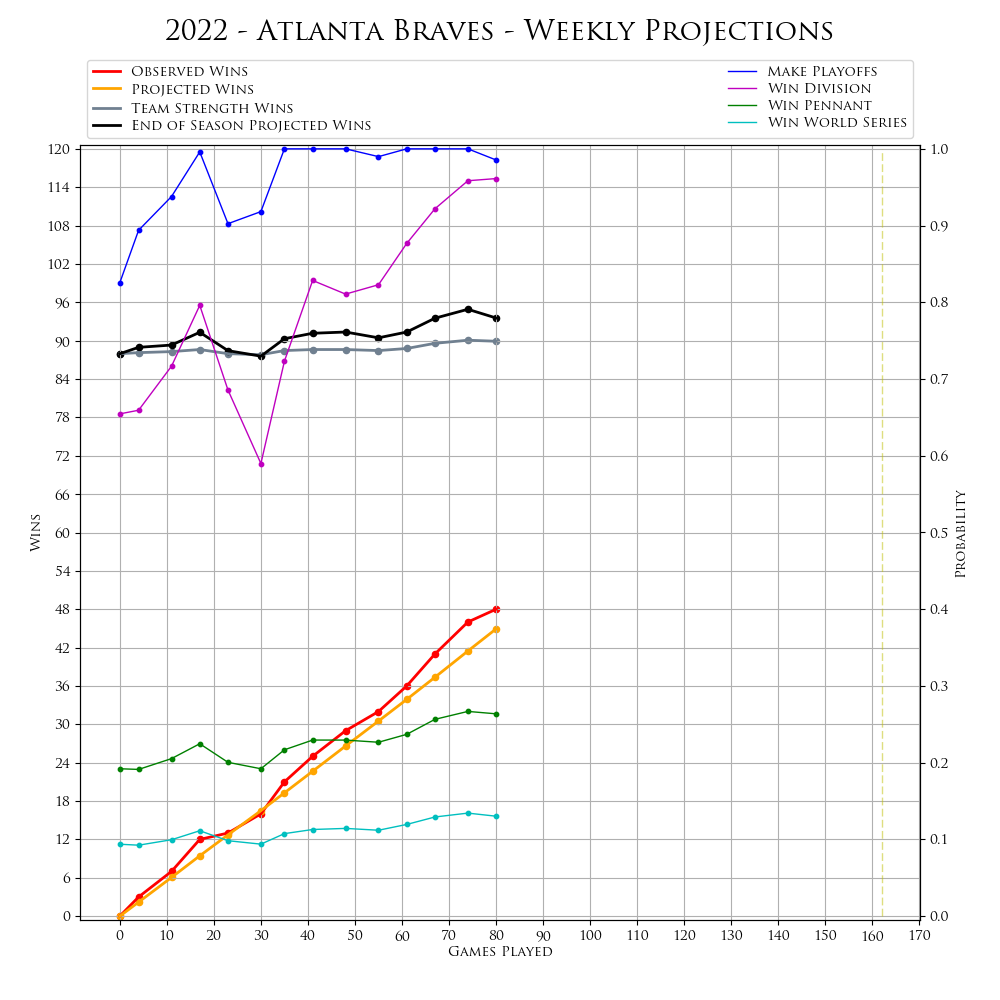 2022 - Atlanta Braves - Weekly Projections
Observed Wins
Projected Wins
Team Strength Wins
End of Season Projected Wins
Make Playoffs
Win Division
Win Pennant
Win World Series
120
114
108
102
96
90
84
78
72
66
60
54
48
42
36
30
24
18
12
6
0
Wins
1.0
0.9
0.8
0.7
0.6
0.5
0.4
0.3
0.2
0.1
0.0
Probability
0 10 20 30 40 50 60 70 80 90 100 110 120 130 140 150 160 170
Games Played